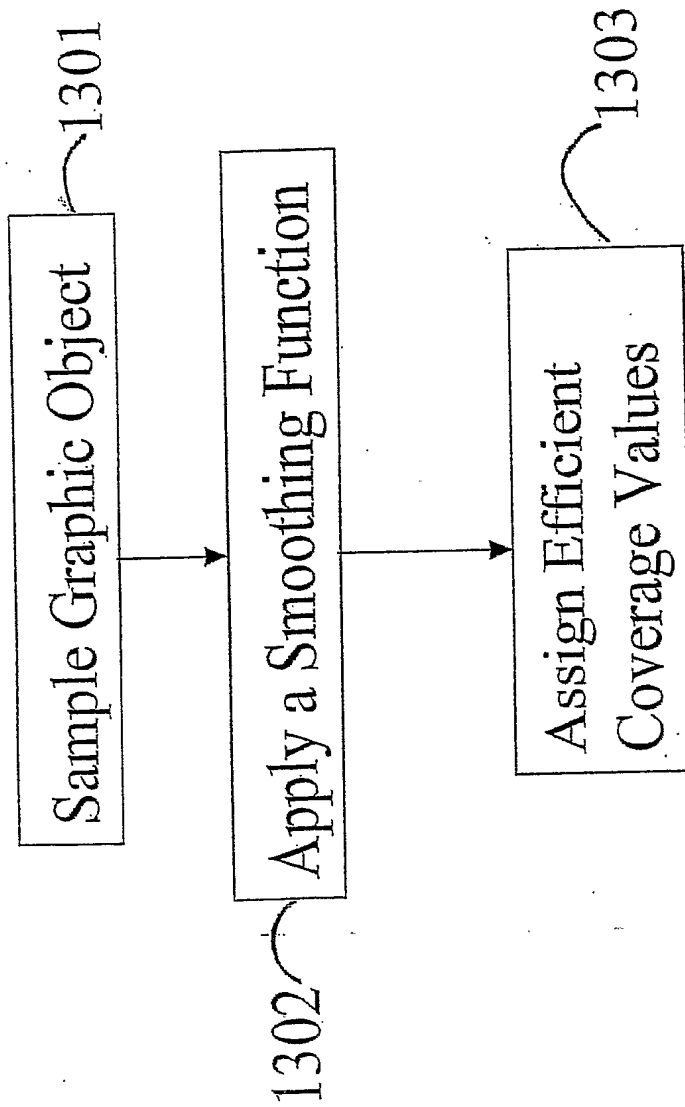 Sample Graphic Object
1301
Apply a Smoothing Function
1302
Assign Efficient
Coverage Values
1303